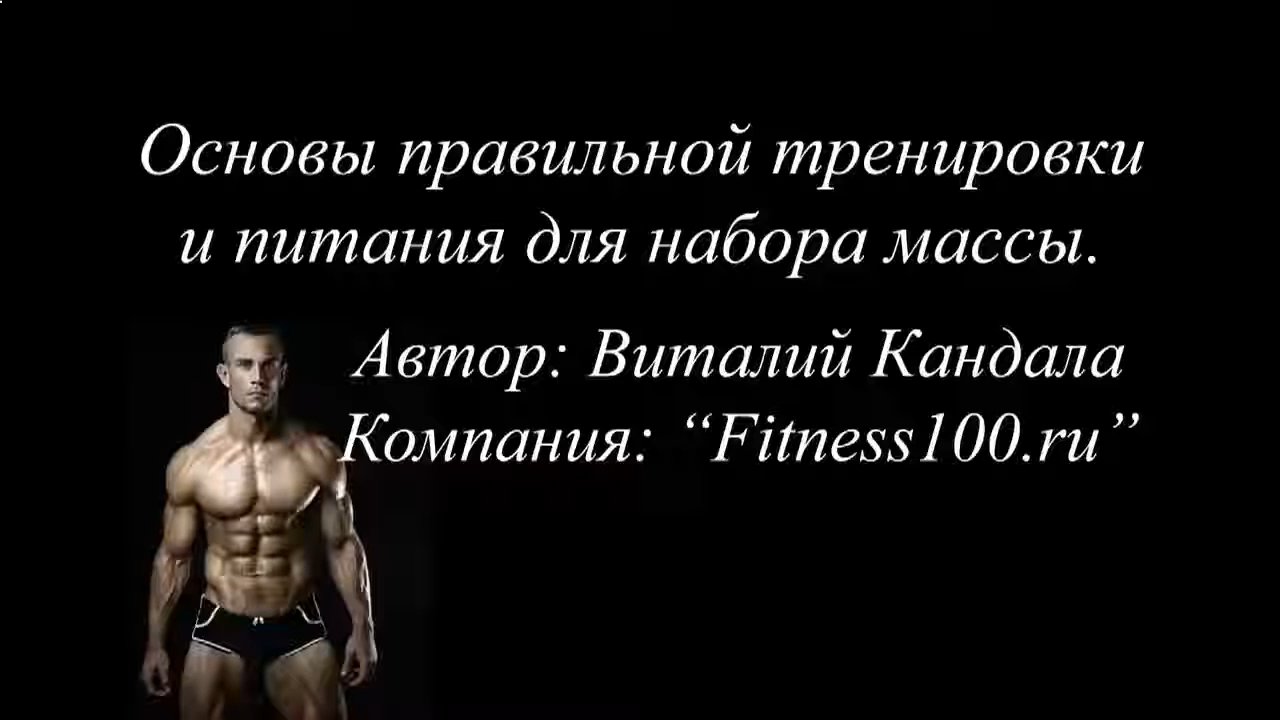 Основы правильной тренировки
и питания для набора массы.
Автор: Виталий Кандала
Компания: “Fitness100.ru”